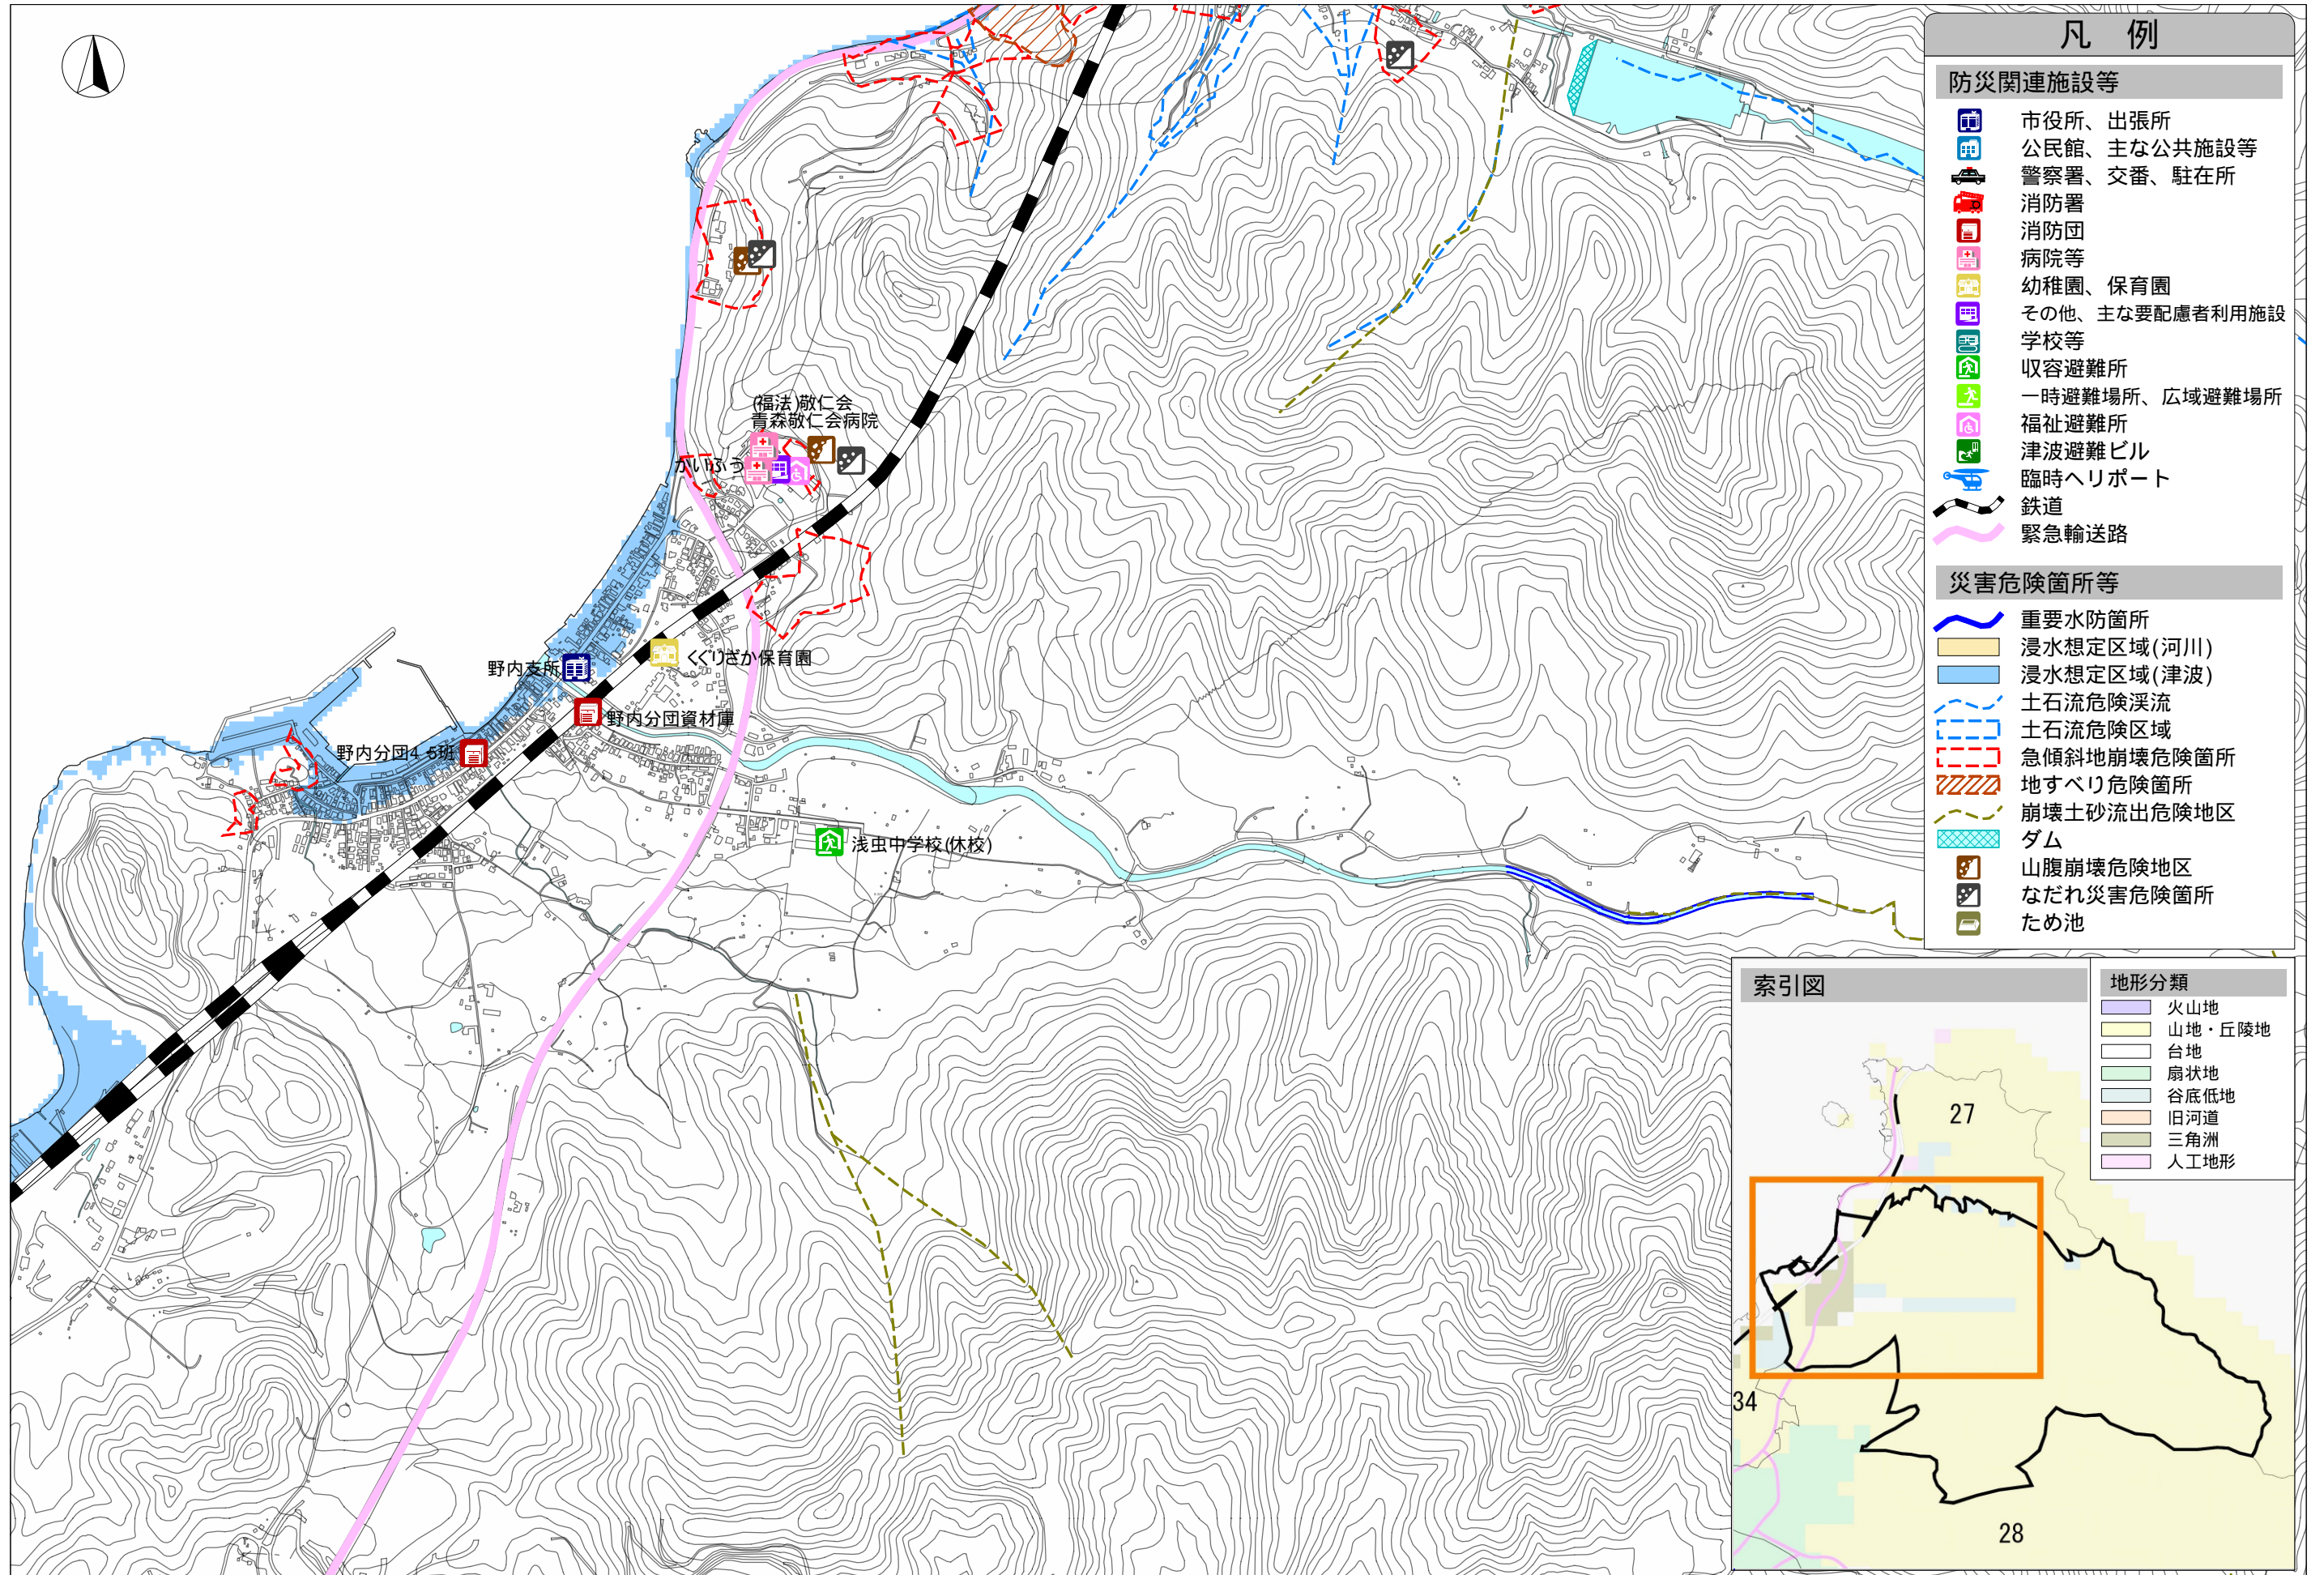 凡 例
防災関連施設等
市役所、出張所
公民館、主な公共施設等
警察署、交番、駐在所
消防署
消防団
病院等
幼稚園、保育園
その他、主な要配慮者利用施設
学校等
収容避難所
一時避難場所、広域避難場所
福祉避難所
津波避難ビル
臨時ヘリポート
鉄道
緊急輸送路
災害危険箇所等
重要水防箇所
浸水想定区域(河川)
浸水想定区域(津波)
土石流危険渓流
土石流危険区域
急傾斜地崩壊危険箇所
地すべり危険箇所
崩壊土砂流出危険地区
ダム
山腹崩壊危険地区
なだれ災害危険箇所
ため池
(福法)敬仁会
青森敬仁会病院
かいふう
くぐりざか保育園
野内支所
野内分団資材庫
野内分団4-5班
浅虫中学校(休校)
索引図
27
34
28
地形分類
火山地
山地・丘陵地
台地
扇状地
谷底低地
旧河道
三角洲
人工地形